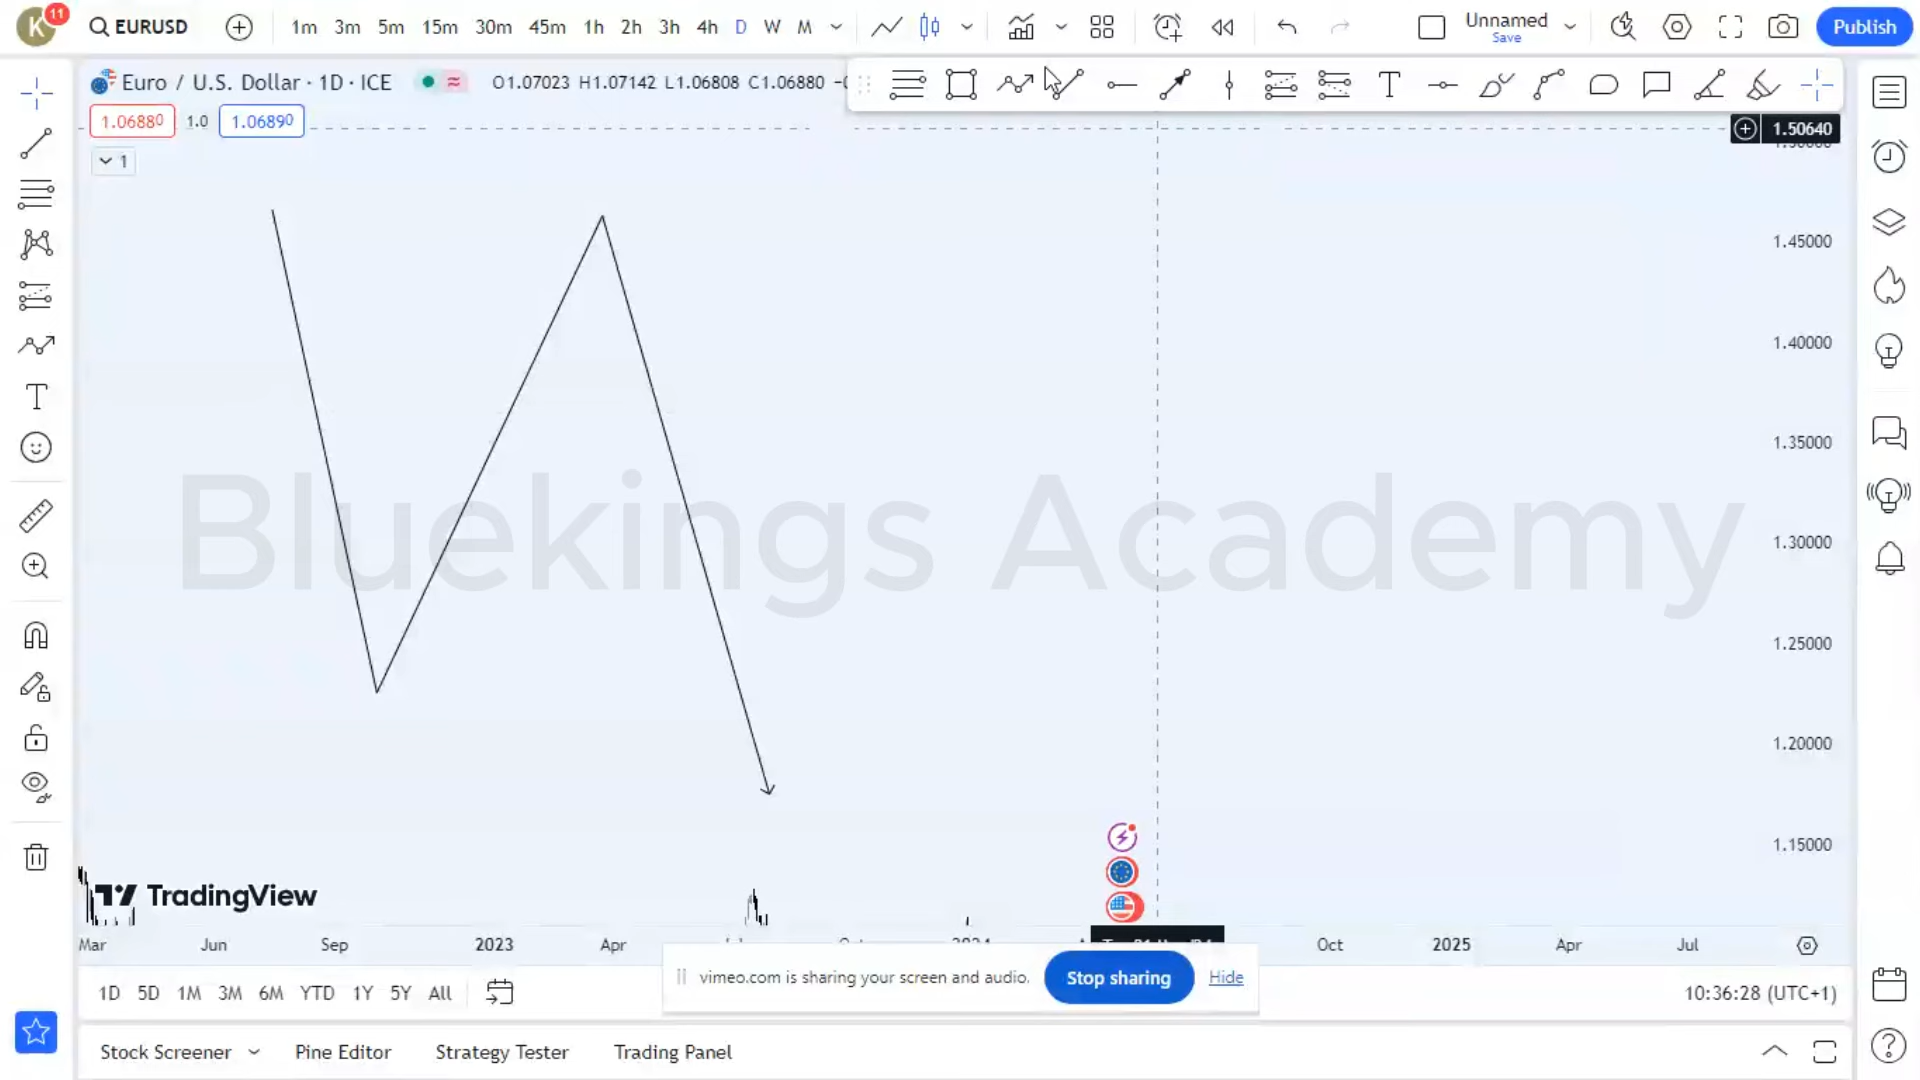 K
11
EURUSD
1m 3m 5m 15m 30m 45m 1h 2h 3h 4h D W M
Unnamed
Save
Publish
Euro / U.S. Dollar · 1D · ICE
O1.07023 H1.07142 L1.06808 C1.06880
1.06880 1.0 1.06890
1
1.50640
1.45000
1.40000
1.35000
1.30000
1.25000
1.20000
1.15000
Bluekings Academy
TradingView
Mar Jun Sep 2023 Apr Oct 2024 Oct 2025 Apr Jul
vimeo.com is sharing your screen and audio.
Stop sharing
Hide
1D 5D 1M 3M 6M YTD 1Y 5Y All
10:36:28 (UTC+1)
Stock Screener Pine Editor Strategy Tester Trading Panel